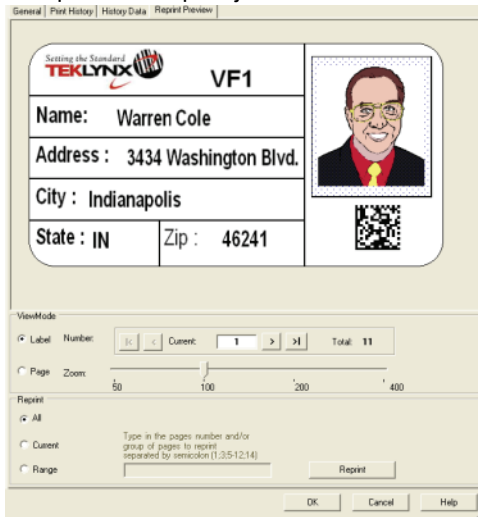 General Print History History Data Reprint Preview
Setting the Standard
TEKLYNX
VF1
Name: Warren Cole
Address : 3434 Washington Blvd.
City : Indianapolis
State : IN Zip : 46241
ViewMode
Label Number: |< < Current: 1 > >| Total: 11
Page Zoom:
50 100 200 400
Reprint
All
Current
Type in the pages number and/or
group of pages to reprint
separated by semicolon (1;3;5-12;14)
Range Reprint
OK Cancel Help